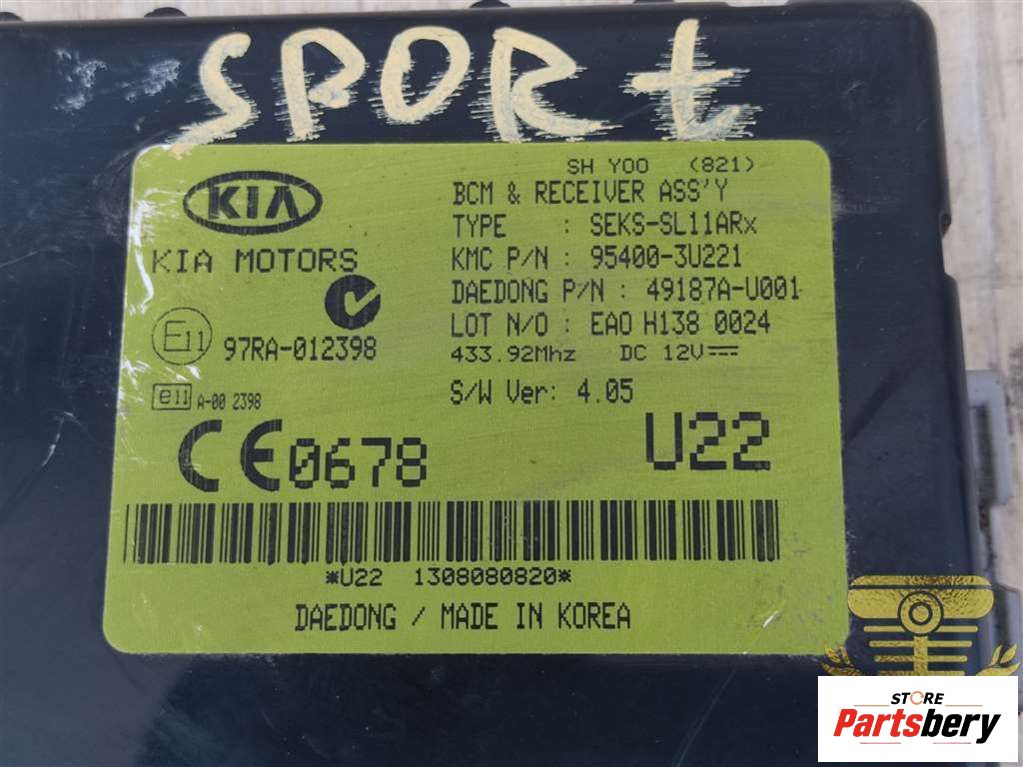 SPORt
SH YOO (821)
KIA
BCM & RECEIVER ASS'Y
TYPE : SEKS-SL11ARx
KIA MOTORS
KMC P/N : 95400-3U221
DAEDONG P/N : 49187A-U001
LOT N/O : EAO H138 0024
E11 97RA-012398
433.92Mhz DC 12V
e11 A-00 2398
S/W Ver: 4.05
CE0678
U22
*U22 1308080820*
DAEDONG / MADE IN KOREA
STORE
Partsbery